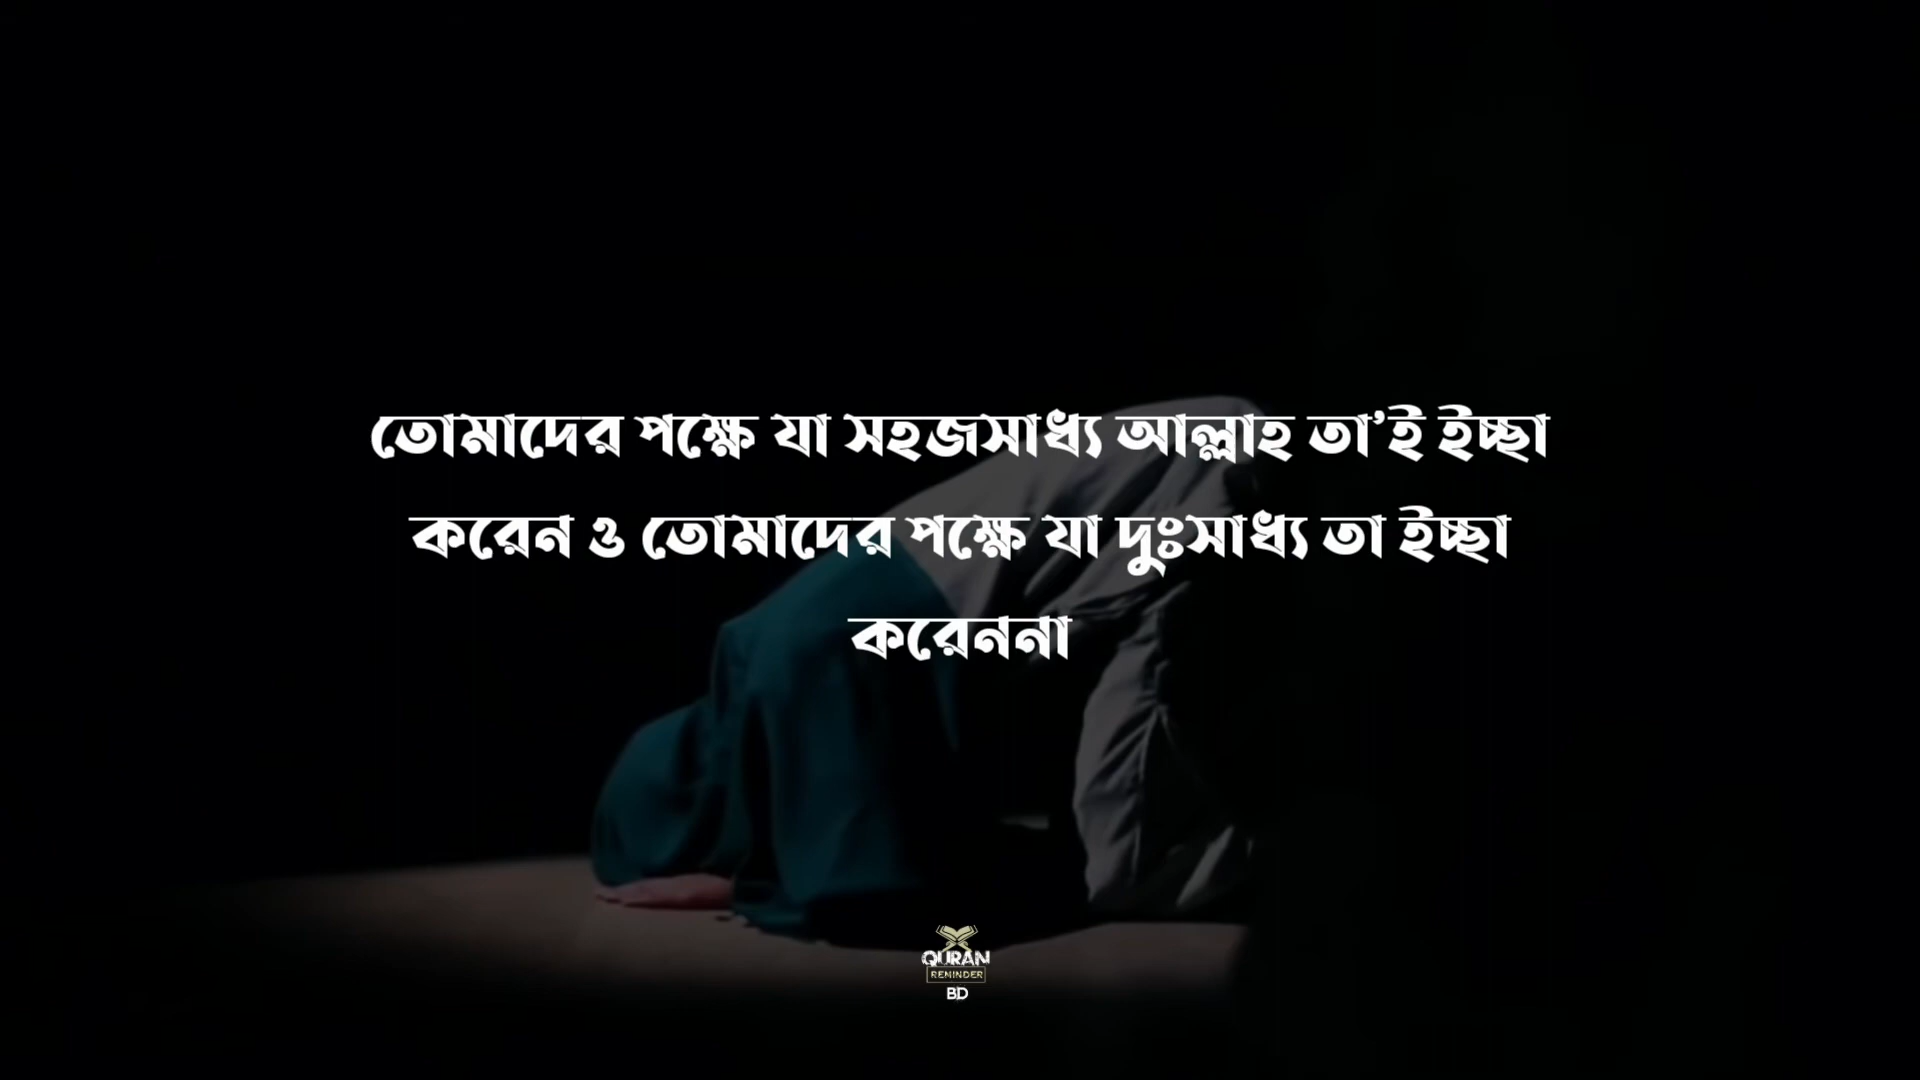 তোমাদের পক্ষে যা সহজসাধ্য আল্লাহ তা’ই ইচ্ছা
করেন ও তোমাদের পক্ষে যা দুঃসাধ্য তা ইচ্ছা
করেননা
QURAN
REMINDER
BD